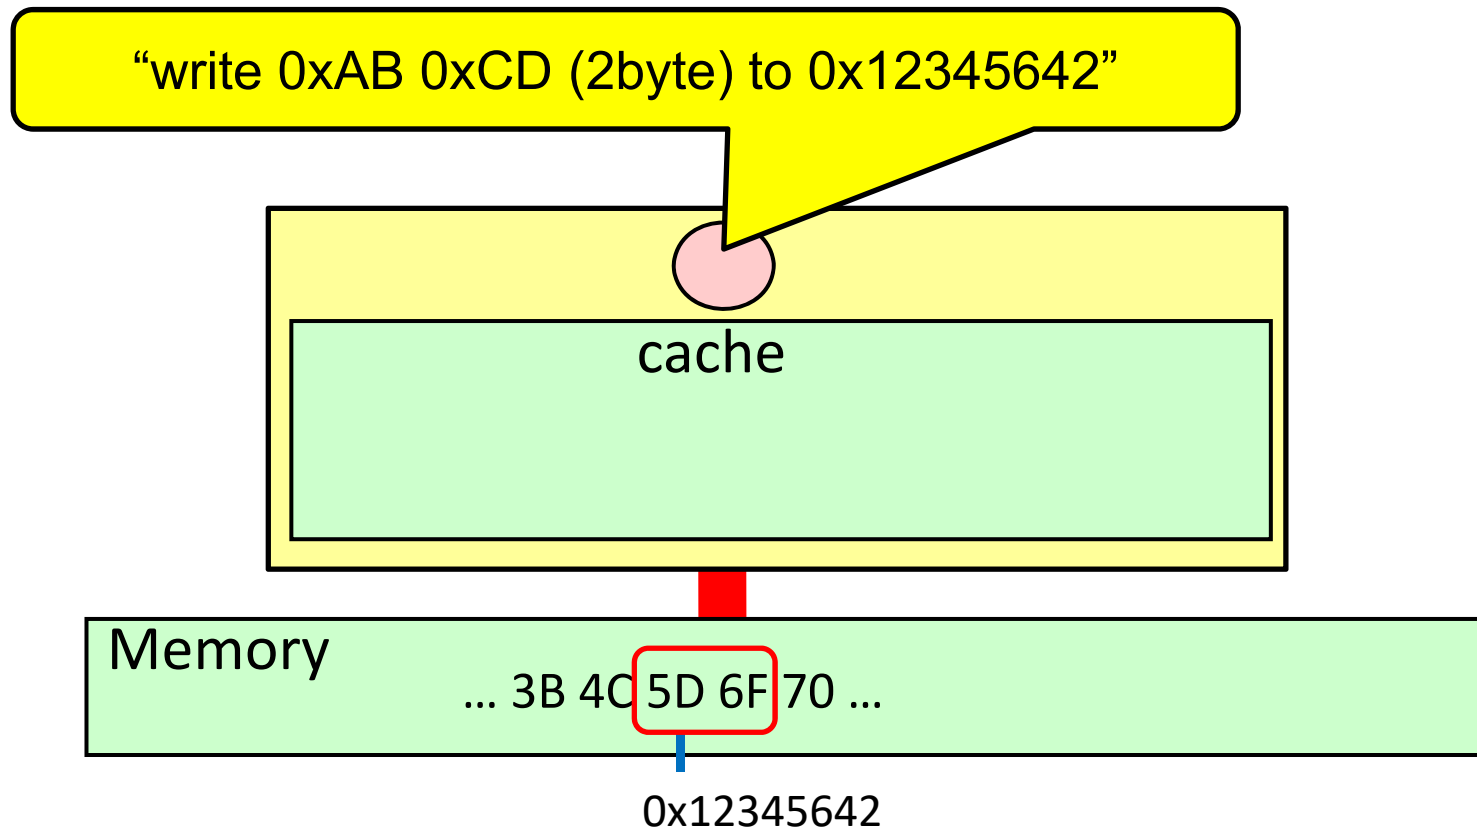 “write 0xAB 0xCD (2byte) to 0x12345642”
cache
Memory
... 3B 4C 5D 6F 70 ...
0x12345642